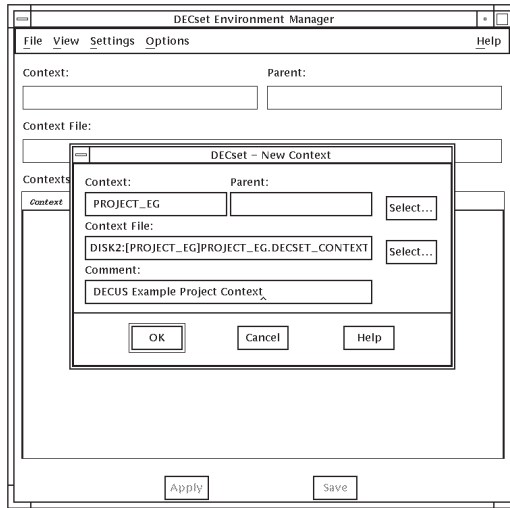 DECset Environment Manager
File View Settings Options Help
Context: Parent:
Context File:
Contexts
Context
DECset – New Context
Context: Parent:
PROJECT_EG
Select...
Context File:
DISK2:[PROJECT_EG]PROJECT_EG.DECSET_CONTEXT
Select...
Comment:
DECUS Example Project Context
OK Cancel Help
Apply Save